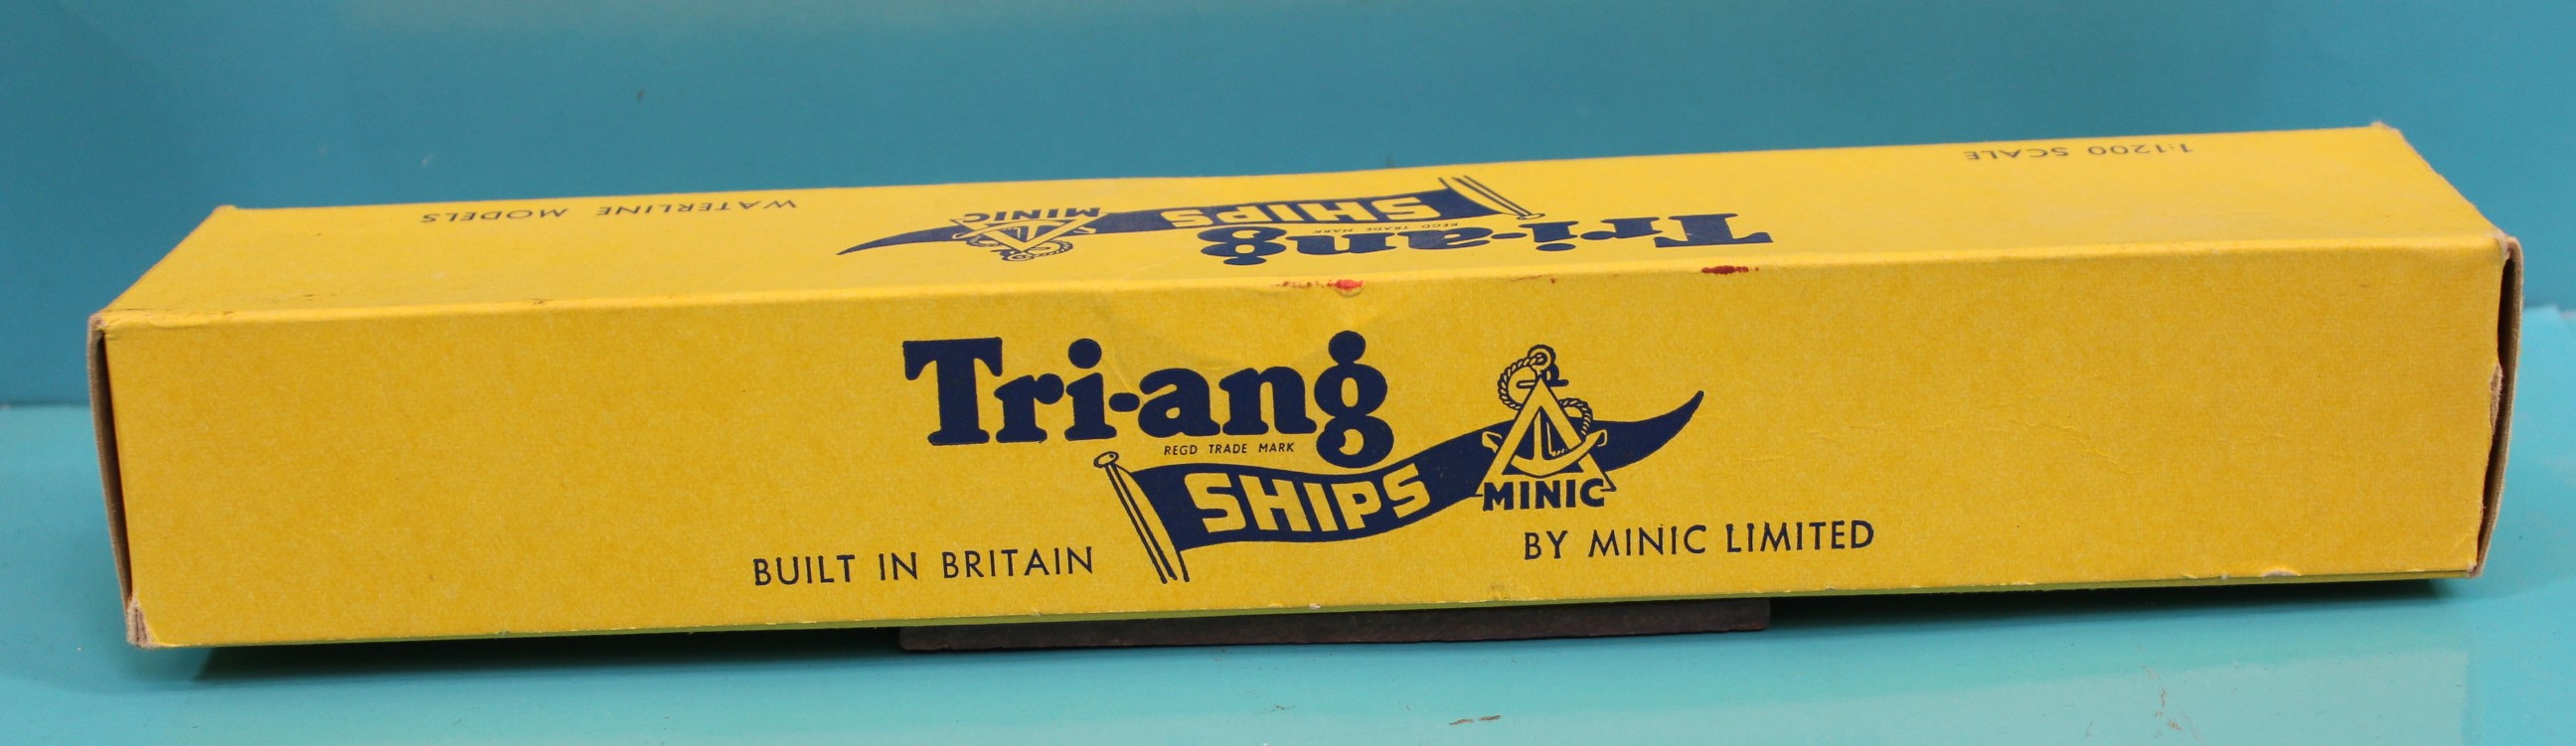 WATERLINE MODELS
1:1200 SCALE
Tri-ang
REGD TRADE MARK
SHIPS
MINIC
Tri-ang
REGD TRADE MARK
SHIPS
MINIC
BUILT IN BRITAIN
BY MINIC LIMITED